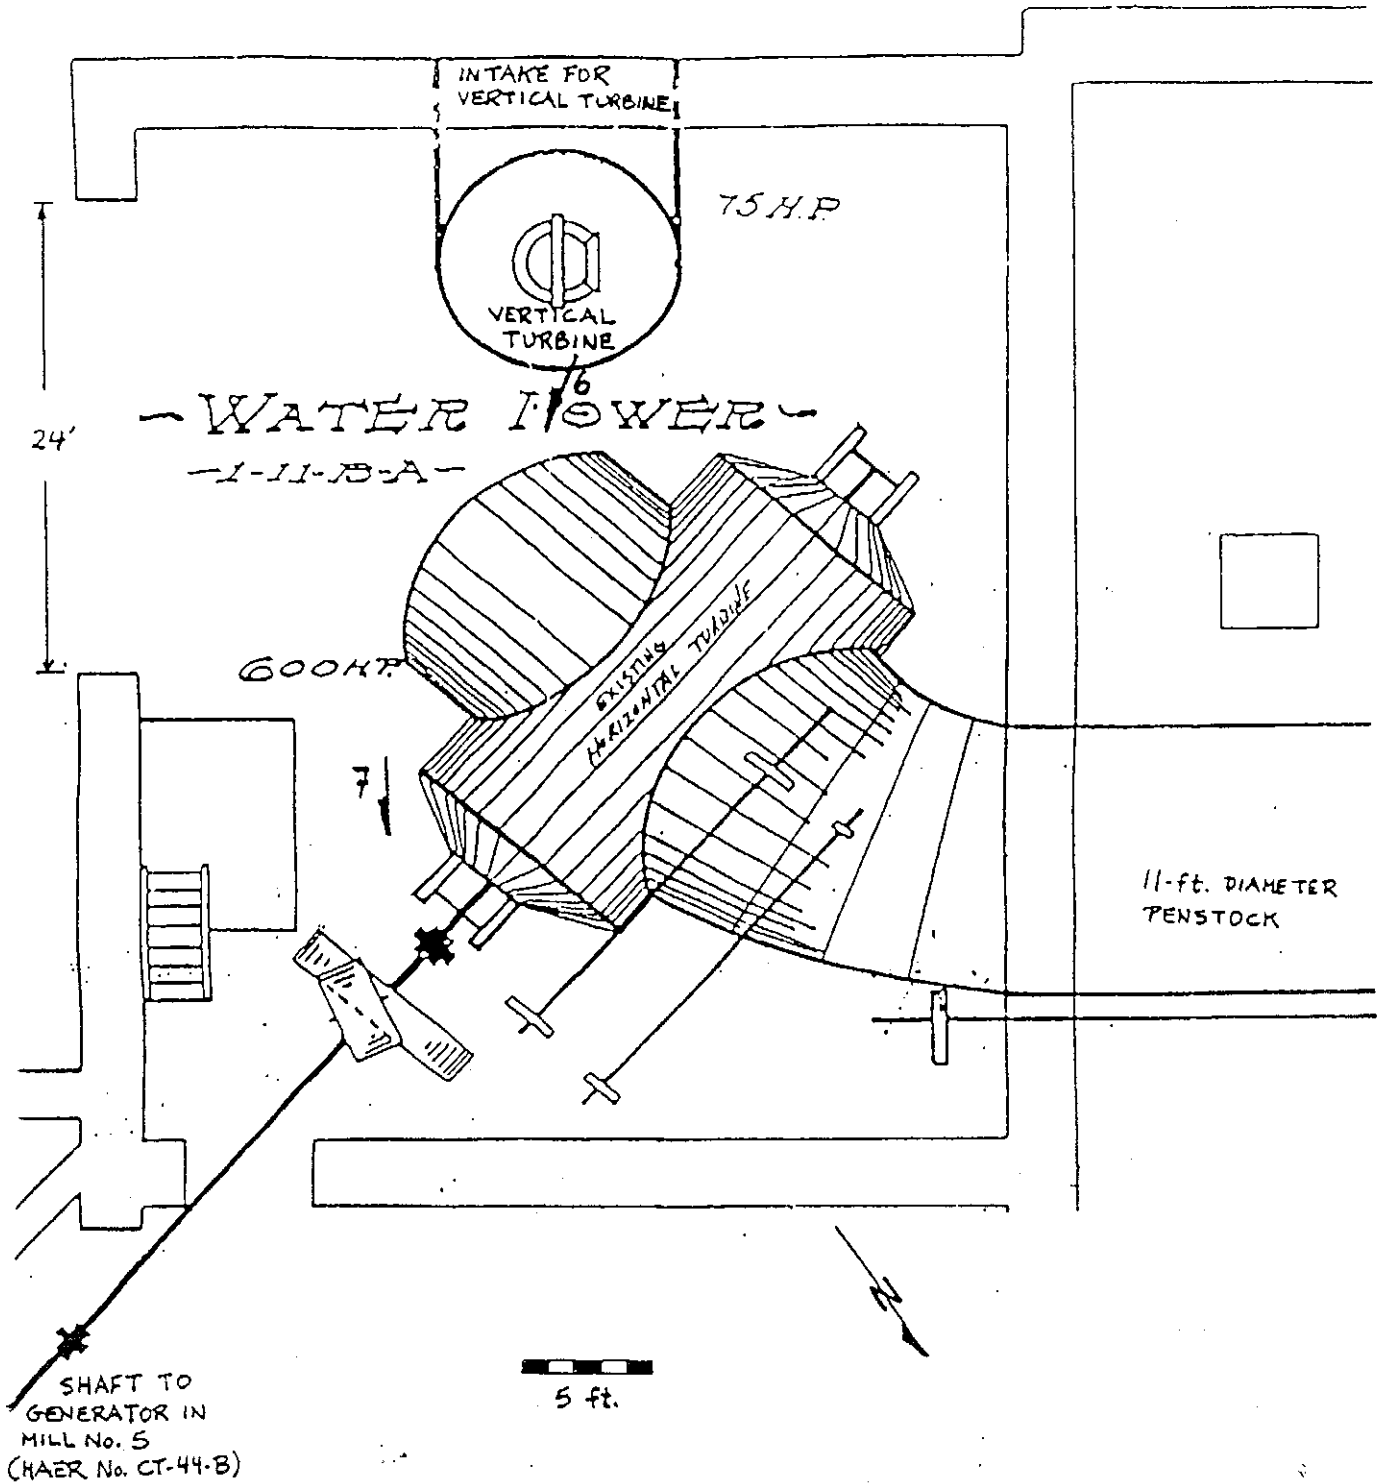 INTAKE FOR
VERTICAL TURBINE
75 H.P.
VERTICAL
TURBINE
6
24'
~ WATER POWER ~
-1-11-B-A-
EXISTING
HORIZONTAL TURBINE
600 H.P.
7
11-ft. DIAMETER
PENSTOCK
N
5 ft.
SHAFT TO
GENERATOR IN
MILL No. 5
(HAER No. CT-44-B)